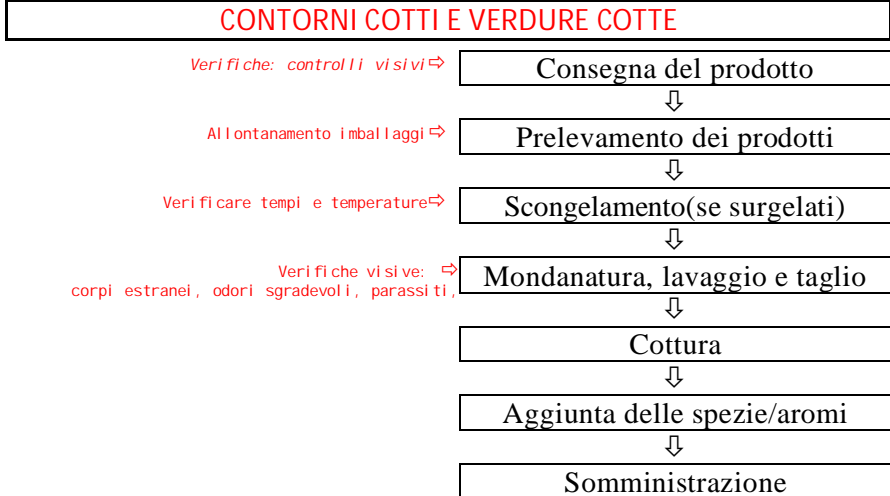 CONTORNI COTTI E VERDURE COTTE
Verifiche: controlli visivi⇨ Consegna del prodotto
⇩
Allontanamento imballaggi⇨ Prelevamento dei prodotti
⇩
Verificare tempi e temperature⇨ Scongelamento(se surgelati)
⇩
Verifiche visive: ⇨ Mondanatura, lavaggio e taglio
corpi estranei, odori sgradevoli, parassiti,
⇩
Cottura
⇩
Aggiunta delle spezie/aromi
⇩
Somministrazione